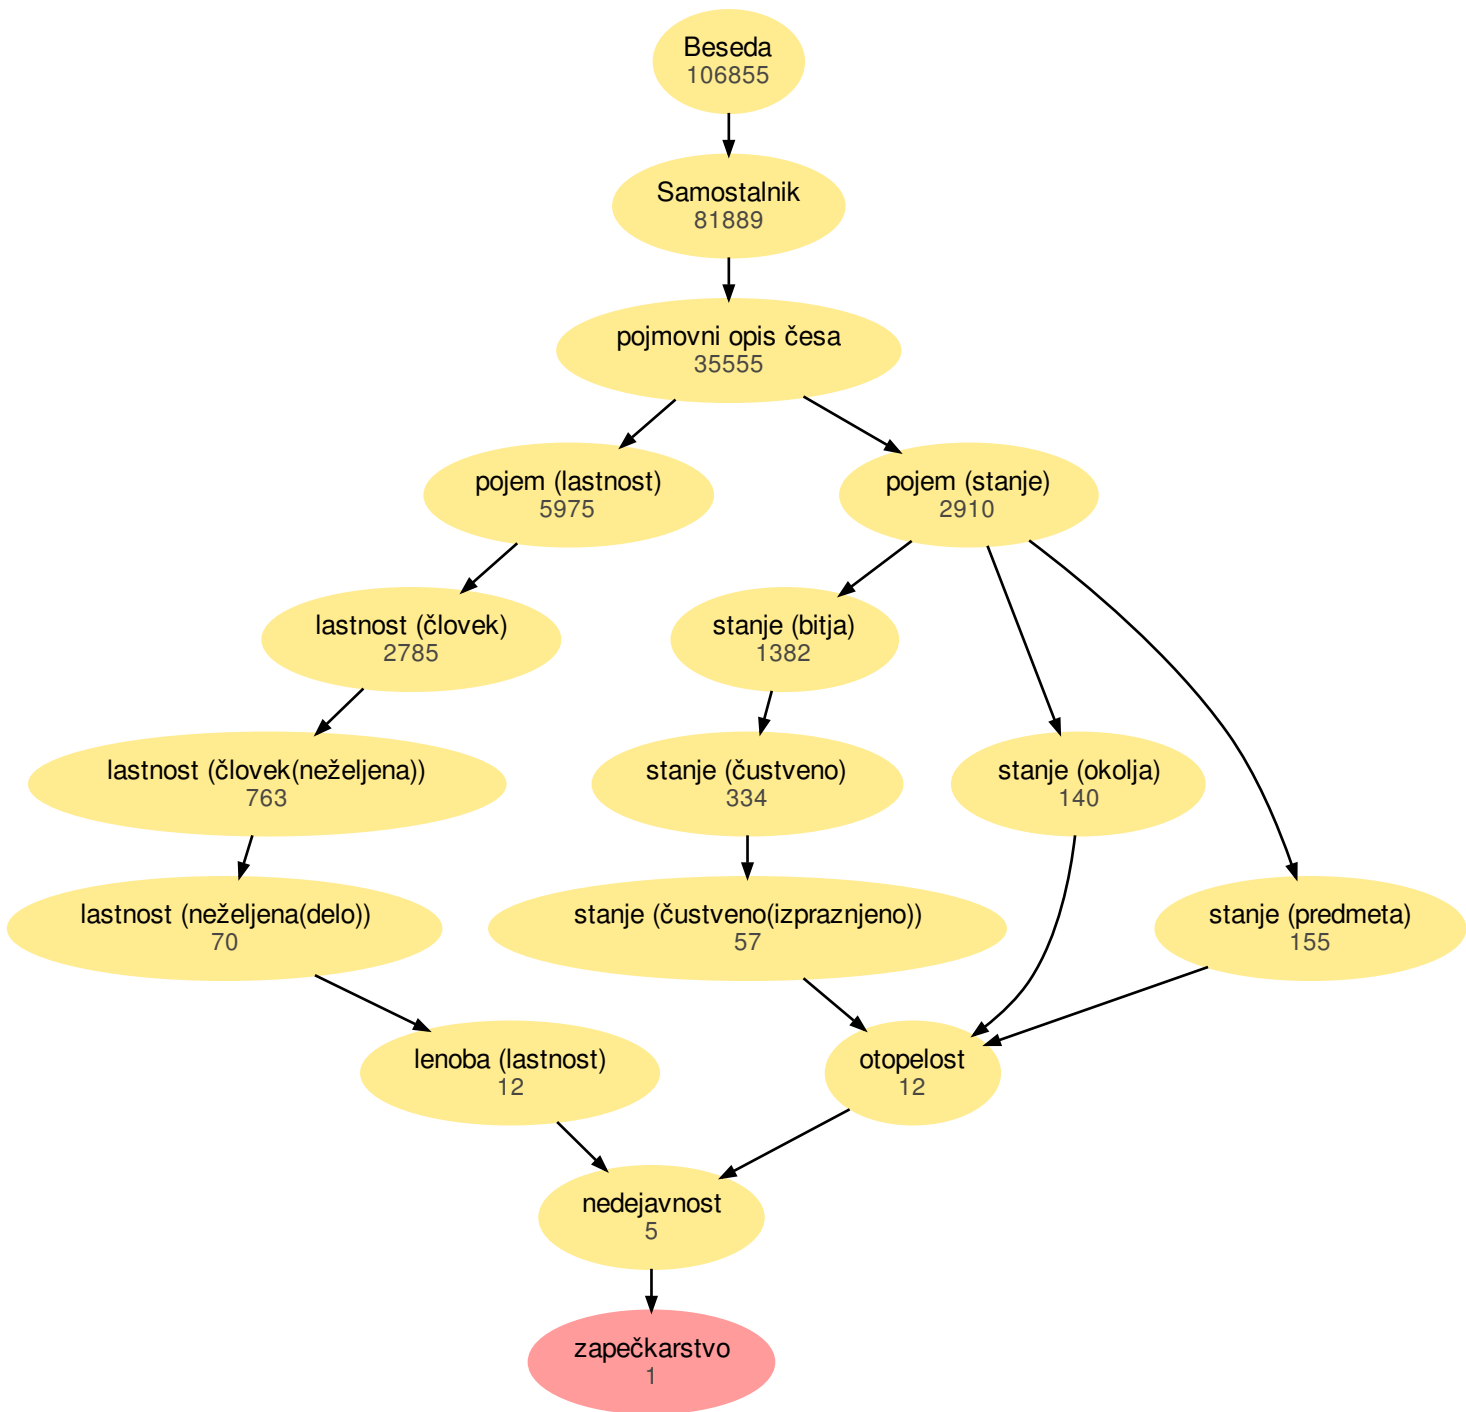 Beseda
106855
Samostalnik
81889
pojmovni opis česa
35555
pojem (lastnost)
5975
pojem (stanje)
2910
lastnost (človek)
2785
stanje (bitja)
1382
lastnost (človek(neželjena))
763
stanje (čustveno)
334
stanje (okolja)
140
lastnost (neželjena(delo))
70
stanje (čustveno(izpraznjeno))
57
stanje (predmeta)
155
lenoba (lastnost)
12
otopelost
12
nedejavnost
5
zapečkarstvo
1